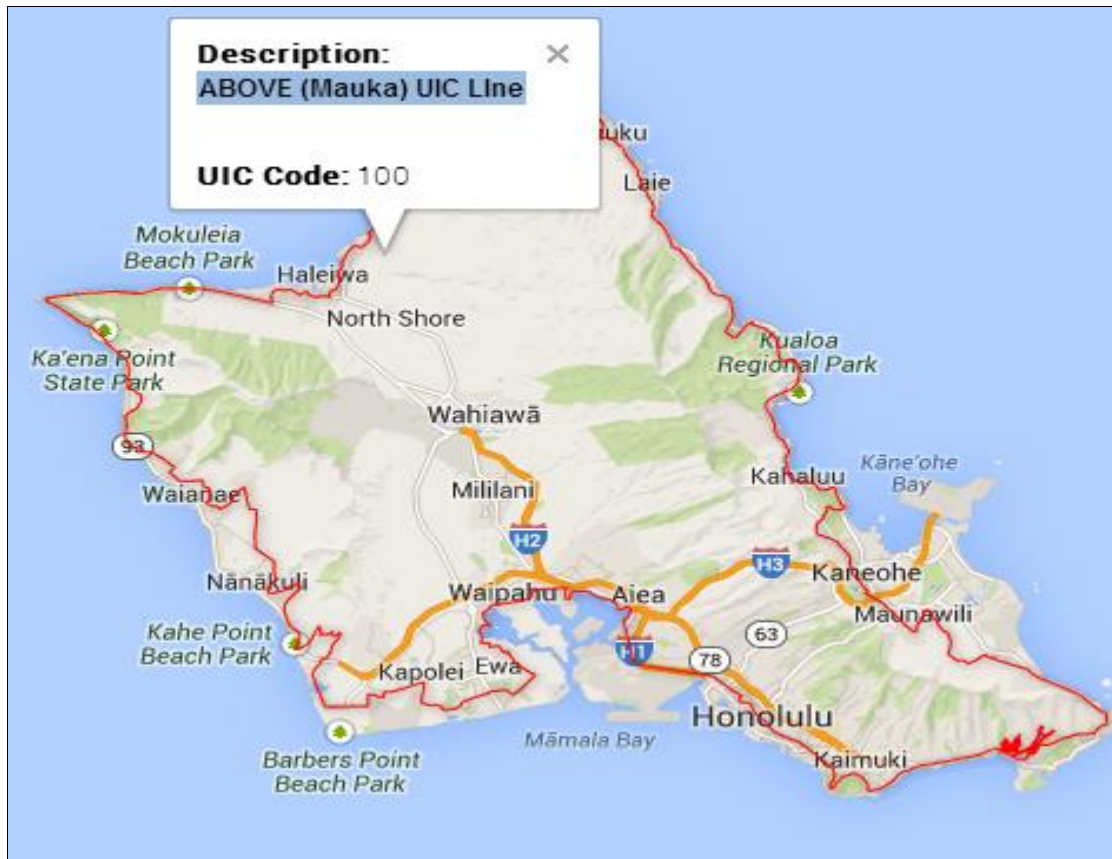 Description:
ABOVE (Mauka) UIC LIne
UIC Code: 100
uku
Laie
Mokuleia
Beach Park
Haleiwa
North Shore
Ka'ena Point
State Park
Kualoa
Regional Park
Wahiawā
93
Kahaluu
Kāne'ohe
Bay
Waianae
Mililani
H2
H3
Kaneohe
Nānākuli
Waipahu
Aiea
Maunawili
63
Kahe Point
Beach Park
H1
78
Kapolei
Ewa
Honolulu
Māmala Bay
Barbers Point
Beach Park
Kaimuki